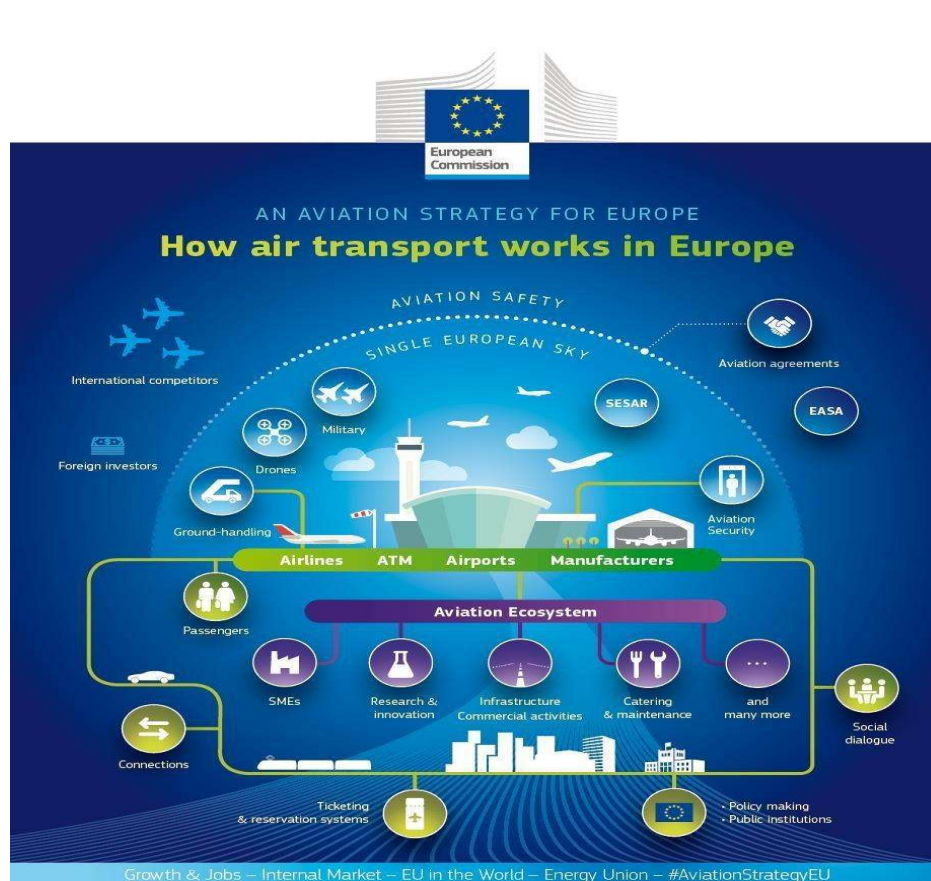 European
Commission
AN AVIATION STRATEGY FOR EUROPE
How air transport works in Europe
AVIATION SAFETY
SINGLE EUROPEAN SKY
International competitors
Aviation agreements
SESAR
EASA
Military
Drones
Foreign investors
Ground-handling
Aviation
Security
Airlines ATM Airports Manufacturers
Aviation Ecosystem
Passengers
SMEs
Research &
innovation
Infrastructure
Commercial activities
Catering
& maintenance
...
and
many more
Social
dialogue
Connections
Ticketing
& reservation systems
• Policy making
• Public institutions
Growth & Jobs – Internal Market – EU in the World – Energy Union – #AviationStrategyEU